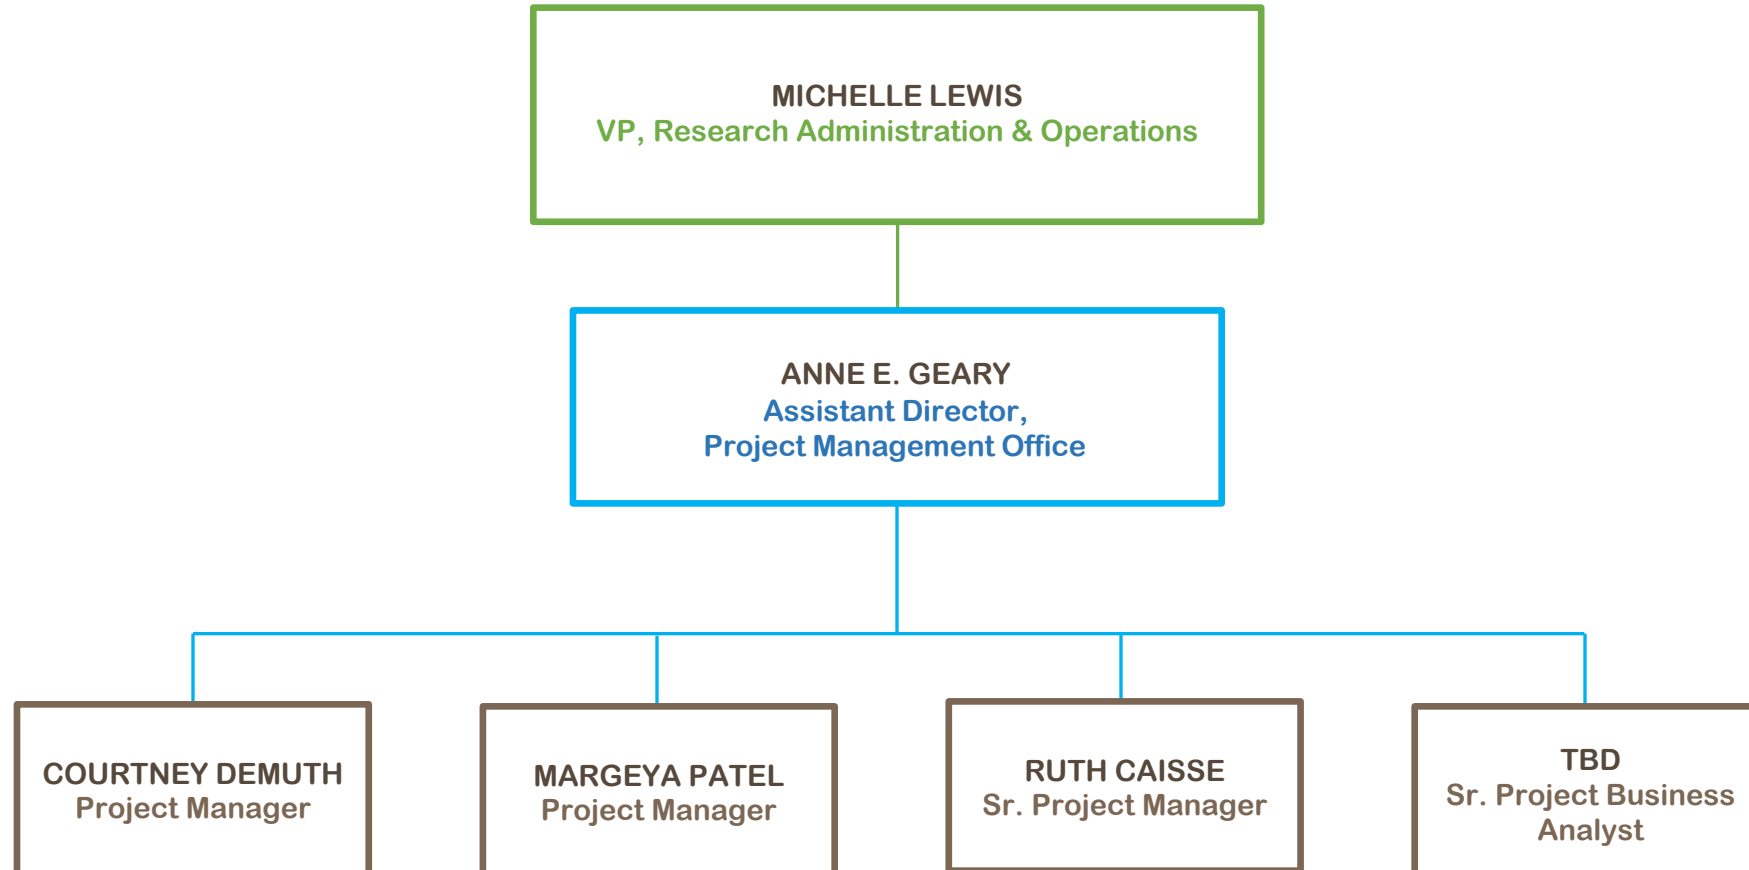 MICHELLE LEWIS
VP, Research Administration & Operations
ANNE E. GEARY
Assistant Director,
Project Management Office
COURTNEY DEMUTH
Project Manager
MARGEYA PATEL
Project Manager
RUTH CAISSE
Sr. Project Manager
TBD
Sr. Project Business
Analyst